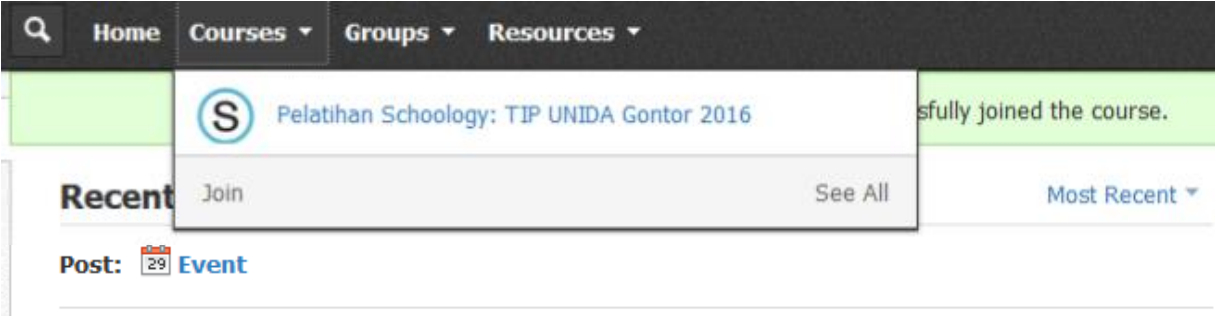 Home Courses Groups Resources
S Pelatihan Schoology: TIP UNIDA Gontor 2016
sfully joined the course.
Join See All
Recent Most Recent
Post: 29 Event